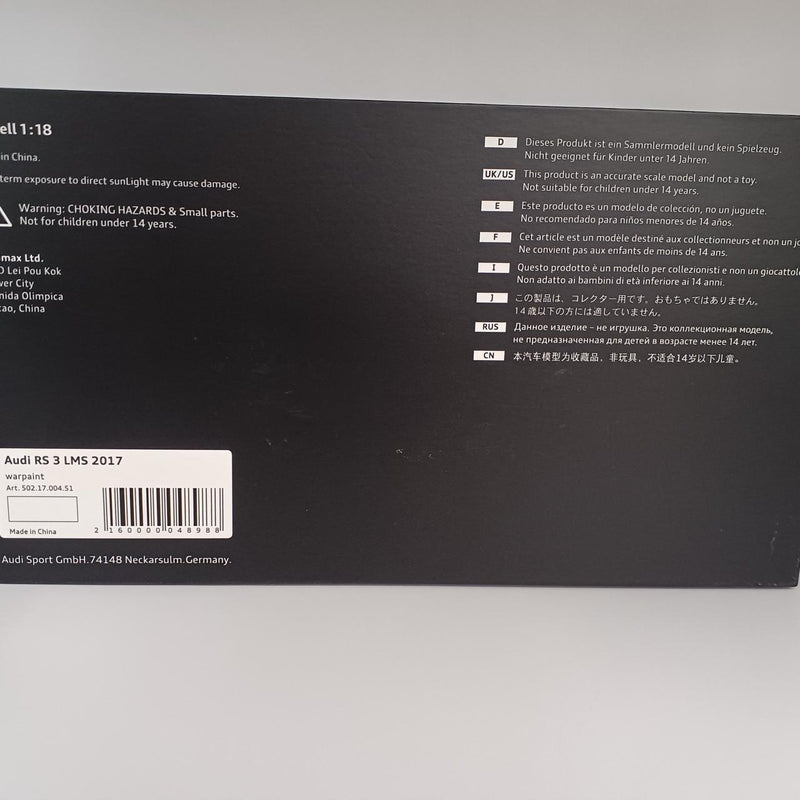 ell 1:18
in China.
term exposure to direct sunLight may cause damage.
Warning: CHOKING HAZARDS & Small parts.
Not for children under 14 years.
max Ltd.
Lei Pou Kok
wer City
nida Olimpica
cao, China
D Dieses Produkt ist ein Sammlermodell und kein Spielzeug.
Nicht geeignet für Kinder unter 14 Jahren.
UK/US This product is an accurate scale model and not a toy.
Not suitable for children under 14 years.
E Este producto es un modelo de colección, no un juguete.
No recomendado para niños menores de 14 años.
F Cet article est un modèle destiné aux collectionneurs et non un jo
Ne convient pas aux enfants de moins de 14 ans.
I Questo prodotto è un modello per collezionisti e non un giocattolo
Non adatto ai bambini di età inferiore ai 14 anni.
J この製品は、コレクター用です。おもちゃではありません。
14歳以下の方には適していません。
RUS Данное изделие – не игрушка. Это коллекционная модель,
не предназначенная для детей в возрасте менее 14 лет.
CN 本汽车模型为收藏品，非玩具，不适合14岁以下儿童。
Audi RS 3 LMS 2017
warpaint
Art. 502.17.004.51
Made in China
2 160000 048988
Audi Sport GmbH.74148 Neckarsulm.Germany.